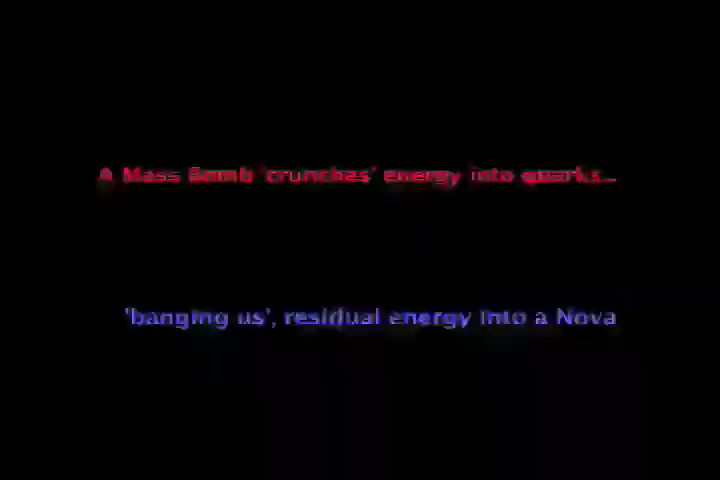 A Mass Bomb 'crunches' energy into quarks...
'banging us', residual energy into a Nova